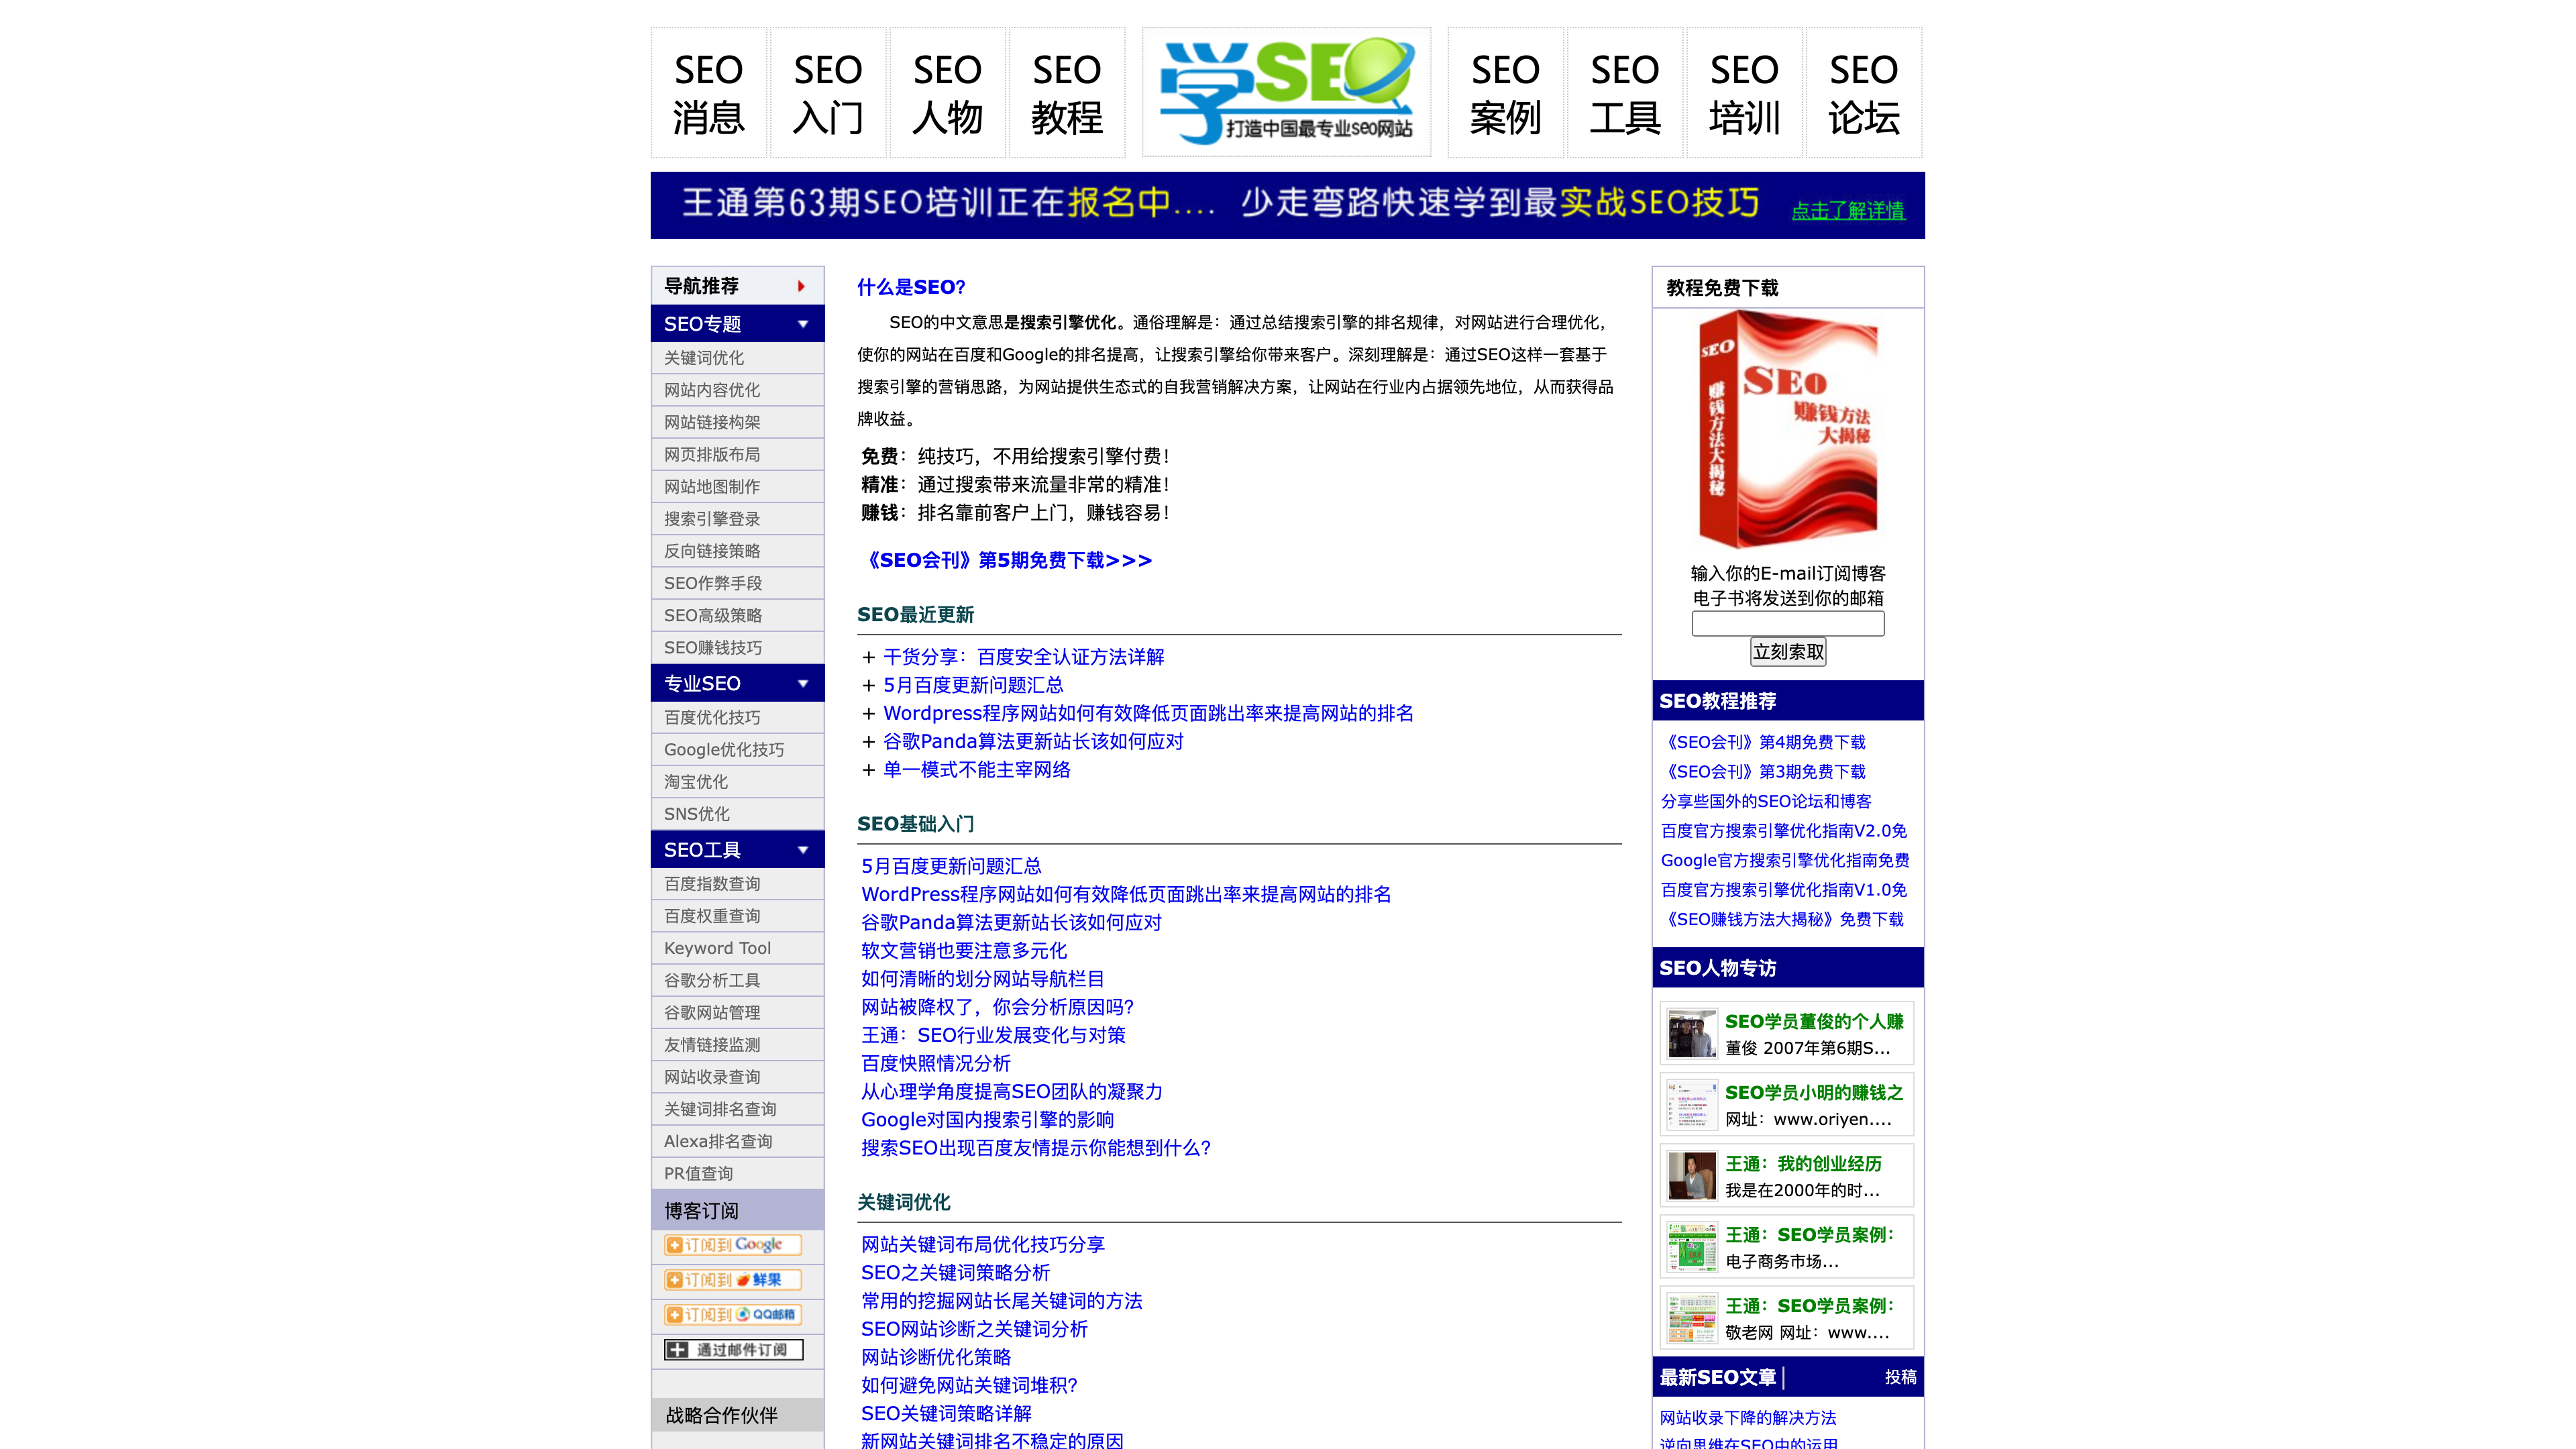 SEO
消息
SEO
入门
SEO
人物
SEO
教程
学SEO
打造中国最专业seo网站
SEO
案例
SEO
工具
SEO
培训
SEO
论坛
王通第63期SEO培训正在报名中.... 少走弯路快速学到最实战SEO技巧 点击了解详情
导航推荐
SEO专题
关键词优化
网站内容优化
网站链接构架
网页排版布局
网站地图制作
搜索引擎登录
反向链接策略
SEO作弊手段
SEO高级策略
SEO赚钱技巧
专业SEO
百度优化技巧
Google优化技巧
淘宝优化
SNS优化
SEO工具
百度指数查询
百度权重查询
Keyword Tool
谷歌分析工具
谷歌网站管理
友情链接监测
网站收录查询
关键词排名查询
Alexa排名查询
PR值查询
博客订阅
订阅到 Google
订阅到 鲜果
订阅到 QQ邮箱
通过邮件订阅
战略合作伙伴
什么是SEO?
SEO的中文意思是搜索引擎优化。通俗理解是：通过总结搜索引擎的排名规律，对网站进行合理优化，
使你的网站在百度和Google的排名提高，让搜索引擎给你带来客户。深刻理解是：通过SEO这样一套基于
搜索引擎的营销思路，为网站提供生态式的自我营销解决方案，让网站在行业内占据领先地位，从而获得品
牌收益。
免费：纯技巧，不用给搜索引擎付费！
精准：通过搜索带来流量非常的精准！
赚钱：排名靠前客户上门，赚钱容易！
《SEO会刊》第5期免费下载>>>
SEO最近更新
+ 干货分享：百度安全认证方法详解
+ 5月百度更新问题汇总
+ Wordpress程序网站如何有效降低页面跳出率来提高网站的排名
+ 谷歌Panda算法更新站长该如何应对
+ 单一模式不能主宰网络
SEO基础入门
5月百度更新问题汇总
WordPress程序网站如何有效降低页面跳出率来提高网站的排名
谷歌Panda算法更新站长该如何应对
软文营销也要注意多元化
如何清晰的划分网站导航栏目
网站被降权了，你会分析原因吗?
王通：SEO行业发展变化与对策
百度快照情况分析
从心理学角度提高SEO团队的凝聚力
Google对国内搜索引擎的影响
搜索SEO出现百度友情提示你能想到什么?
关键词优化
网站关键词布局优化技巧分享
SEO之关键词策略分析
常用的挖掘网站长尾关键词的方法
SEO网站诊断之关键词分析
网站诊断优化策略
如何避免网站关键词堆积?
SEO关键词策略详解
新网站关键词排名不稳定的原因
教程免费下载
SEO
赚钱方法大揭秘
SEO
赚钱方法
大揭秘
输入你的E-mail订阅博客
电子书将发送到你的邮箱
立刻索取
SEO教程推荐
《SEO会刊》第4期免费下载
《SEO会刊》第3期免费下载
分享些国外的SEO论坛和博客
百度官方搜索引擎优化指南V2.0免
Google官方搜索引擎优化指南免费
百度官方搜索引擎优化指南V1.0免
《SEO赚钱方法大揭秘》免费下载
SEO人物专访
SEO学员董俊的个人赚
董俊 2007年第6期S...
SEO学员小明的赚钱之
网址：www.oriyen....
王通：我的创业经历
我是在2000年的时...
王通：SEO学员案例：
电子商务市场...
王通：SEO学员案例：
敬老网 网址：www....
最新SEO文章 投稿
网站收录下降的解决方法
逆向思维在SEO中的运用